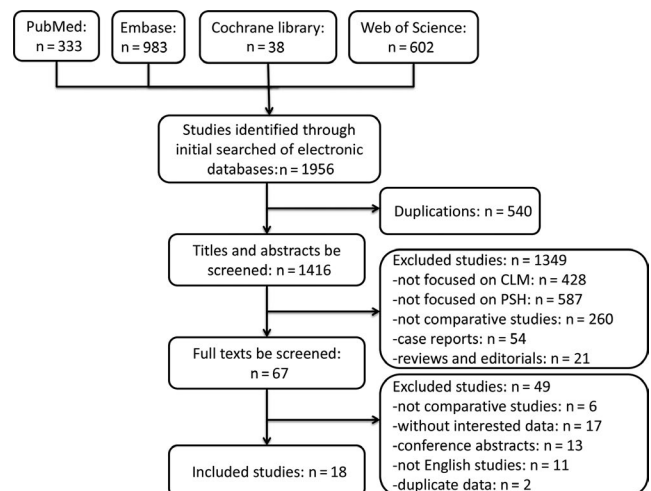 PubMed:
n = 333
Embase:
n = 983
Cochrane library:
n = 38
Web of Science:
n = 602
Studies identified through
initial searched of electronic
databases:n = 1956
Duplications: n = 540
Titles and abstracts be
screened: n = 1416
Excluded studies: n = 1349
-not focused on CLM: n = 428
-not focused on PSH: n = 587
-not comparative studies: n = 260
-case reports: n = 54
-reviews and editorials: n = 21
Full texts be screened:
n = 67
Excluded studies: n = 49
-not comparative studies: n = 6
-without interested data: n = 17
-conference abstracts: n = 13
-not English studies: n = 11
-duplicate data: n = 2
Included studies: n = 18